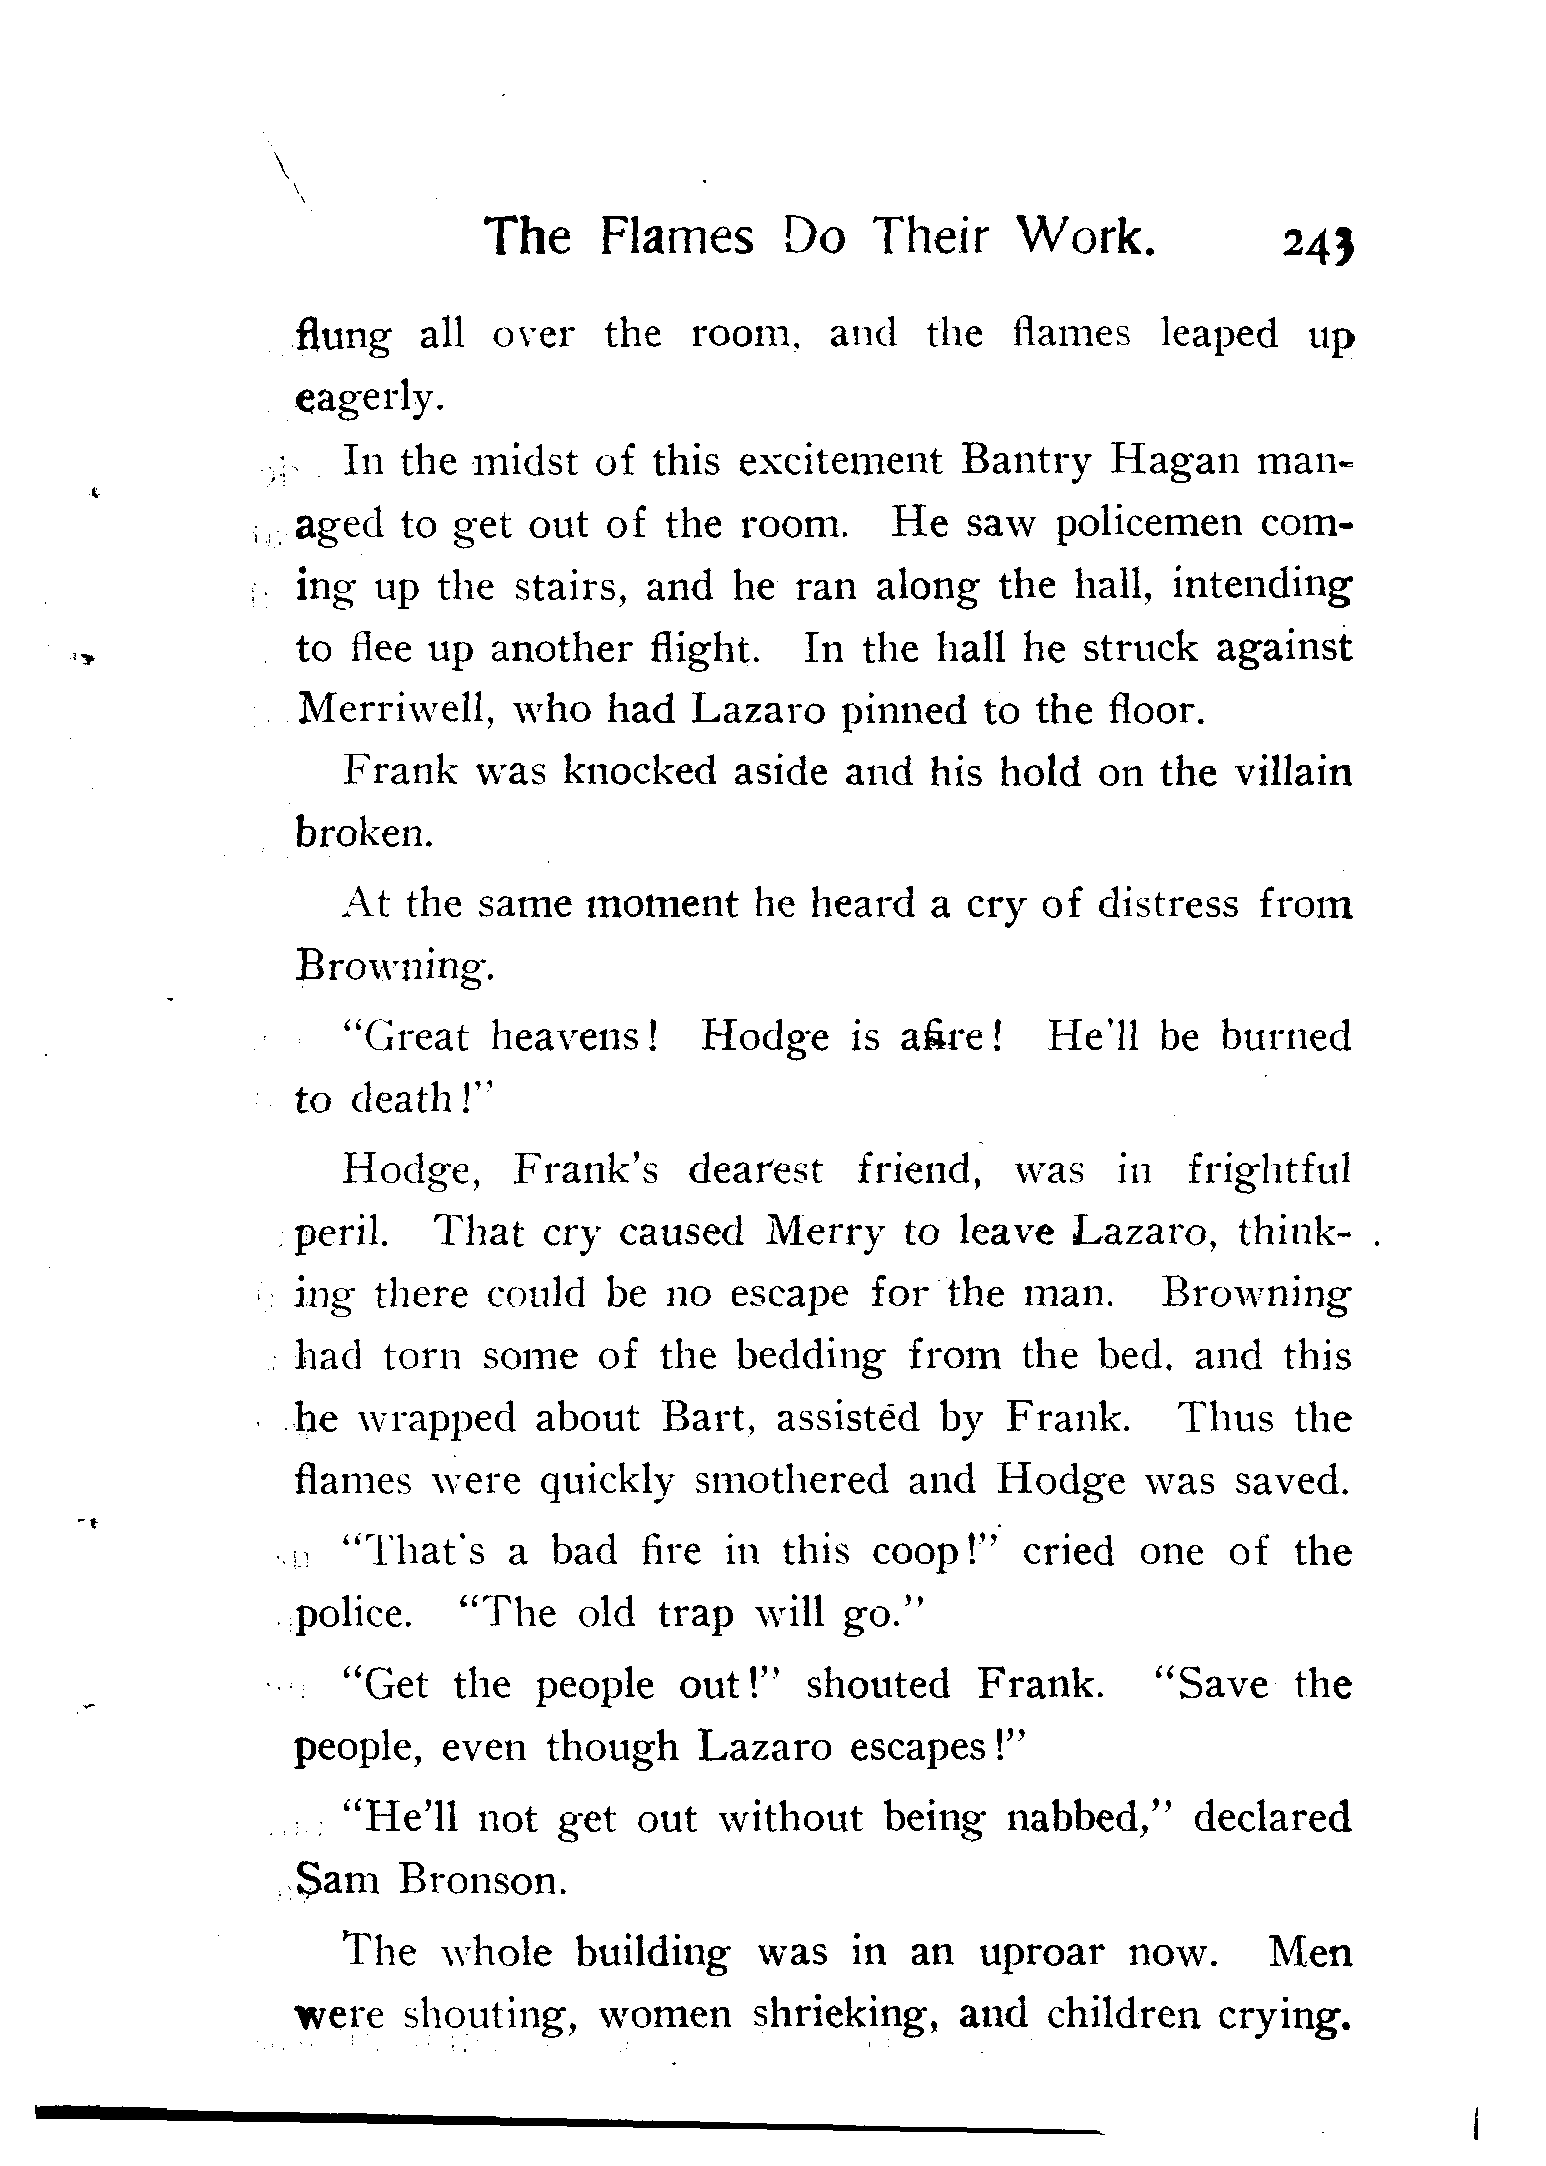 The Flames Do Their Work. 243
flung all over the room, and the flames leaped up
eagerly.
In the midst of this excitement Bantry Hagan man-
aged to get out of the room. He saw policemen com-
ing up the stairs, and he ran along the hall, intending
to flee up another flight. In the hall he struck against
Merriwell, who had Lazaro pinned to the floor.
Frank was knocked aside and his hold on the villain
broken.
At the same moment he heard a cry of distress from
Browning.
"Great heavens! Hodge is afire! He'll be burned
to death!"
Hodge, Frank's dearest friend, was in frightful
peril. That cry caused Merry to leave Lazaro, think-
ing there could be no escape for the man. Browning
had torn some of the bedding from the bed, and this
he wrapped about Bart, assisted by Frank. Thus the
flames were quickly smothered and Hodge was saved.
"That's a bad fire in this coop!" cried one of the
police. "The old trap will go."
"Get the people out!" shouted Frank. "Save the
people, even though Lazaro escapes!"
"He'll not get out without being nabbed," declared
Sam Bronson.
The whole building was in an uproar now. Men
were shouting, women shrieking, and children crying.